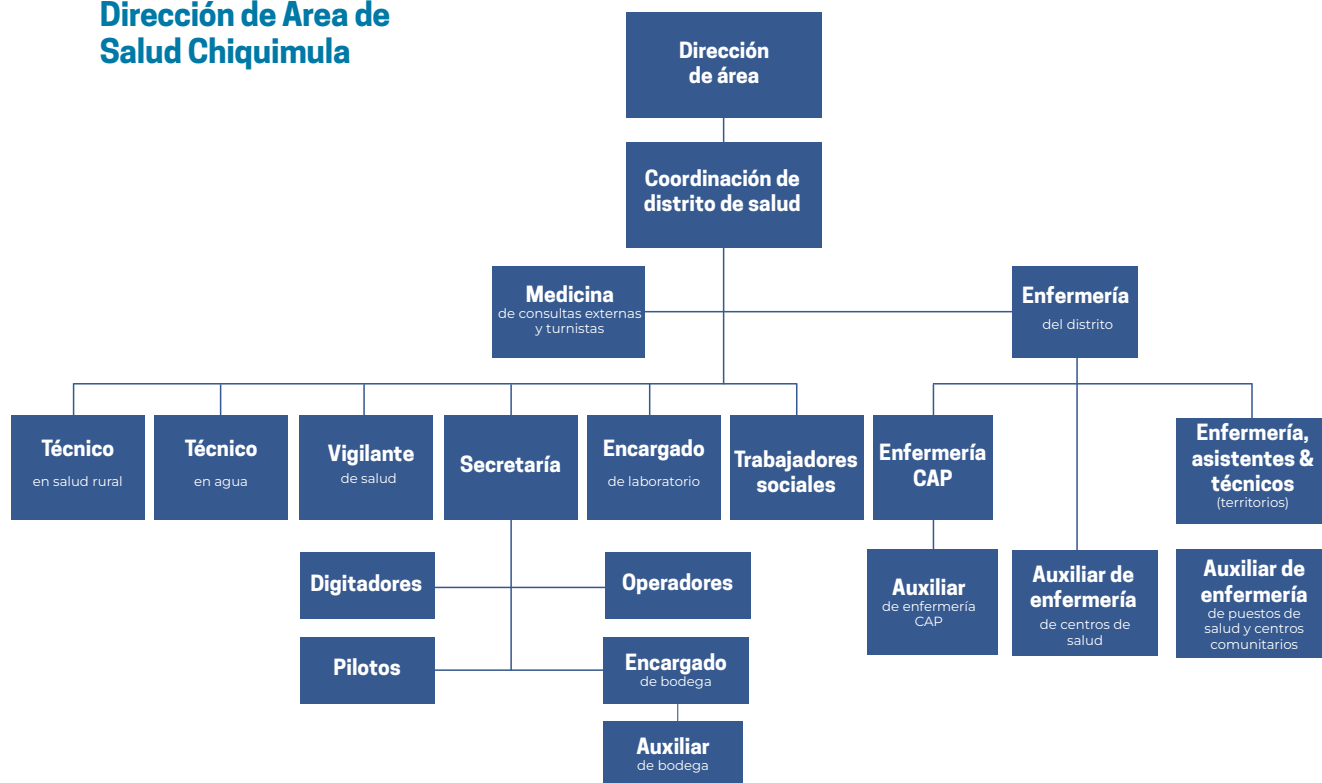 Dirección de Área de
Salud Chiquimula
Dirección
de área
Coordinación de
distrito de salud
Medicina
de consultas externas
y turnistas
Enfermería
del distrito
Técnico
en salud rural
Técnico
en agua
Vigilante
de salud
Secretaría
Encargado
de laboratorio
Trabajadores
sociales
Enfermería
CAP
Enfermería,
asistentes &
técnicos
(territorios)
Digitadores
Operadores
Auxiliar
de enfermería
CAP
Auxiliar de
enfermería
de centros de
salud
Auxiliar de
enfermería
de puestos de
salud y centros
comunitarios
Pilotos
Encargado
de bodega
Auxiliar
de bodega